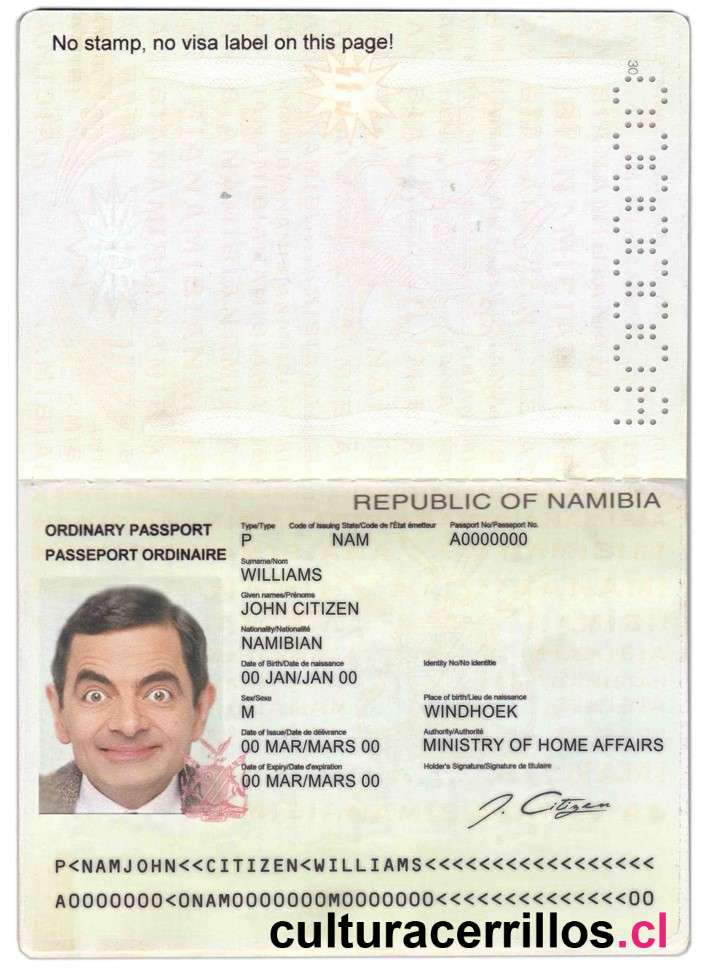 No stamp, no visa label on this page!
30
REPUBLIC OF NAMIBIA
ORDINARY PASSPORT
PASSEPORT ORDINAIRE
Type/Type Code of issuing State/Code de l'État émetteur Passport No/Passeport No.
P NAM A0000000
Surname/Nom
WILLIAMS
Given names/Prénoms
JOHN CITIZEN
Nationality/Nationalité
NAMIBIAN
Date of Birth/Date de naissance Identity No/No identite
00 JAN/JAN 00
Sex/Sexe Place of birth/Lieu de naissance
M WINDHOEK
Date of Issue/Date de délivrance Authority/Authorité
00 MAR/MARS 00 MINISTRY OF HOME AFFAIRS
Date of Expiry/Date d'expiration Holder's Signature/Signature de titulaire
00 MAR/MARS 00
J. Citizen
P<NAMJOHN<<CITIZEN<WILLIAMS<<<<<<<<<<<<<<<<<
A0000000<0NAM0000000M0000000<<<<<<<<<<<<<<00
culturacerrillos.cl